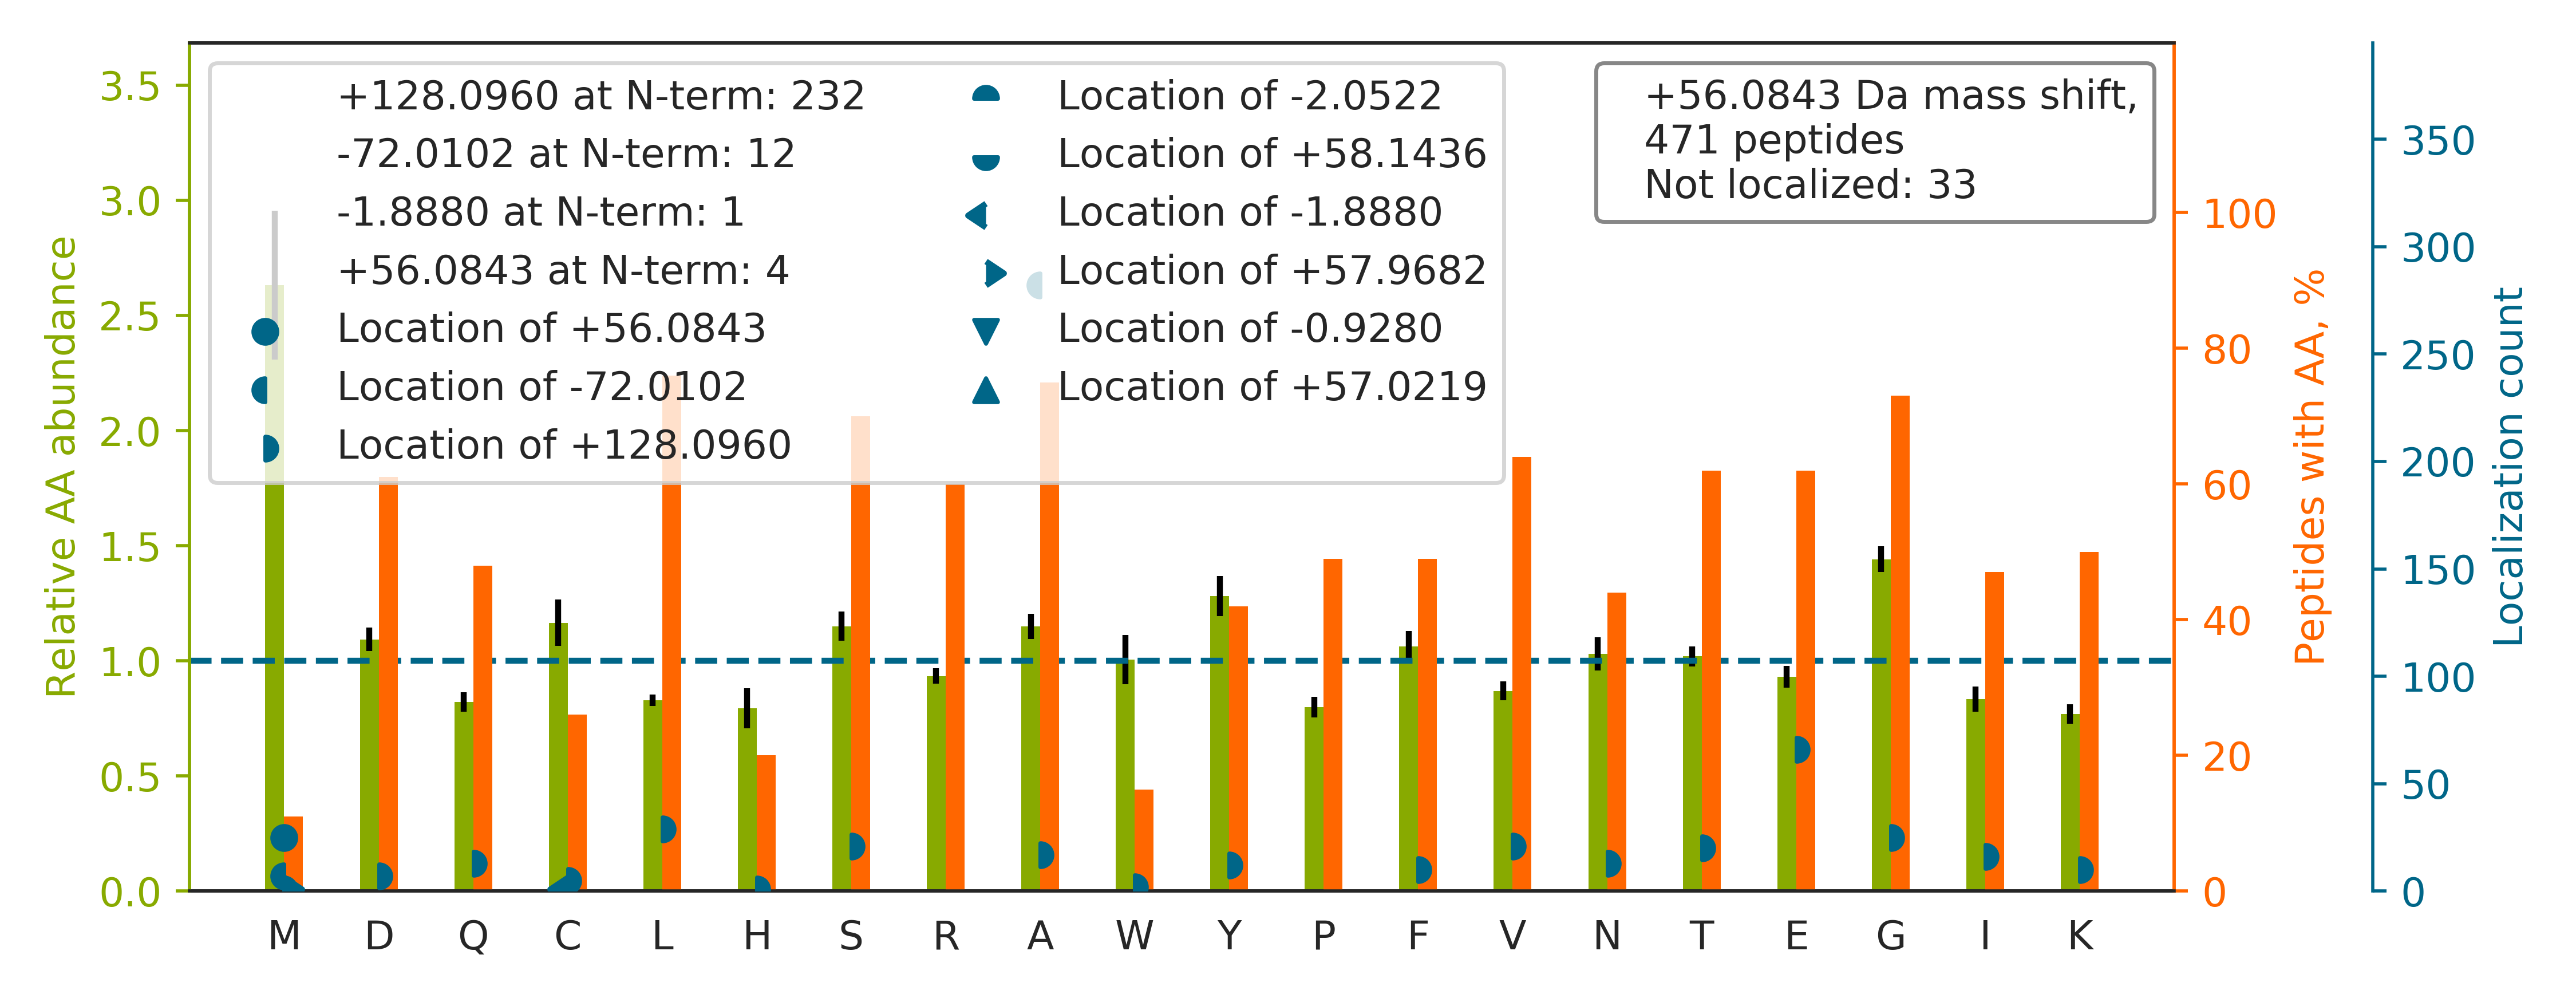 +128.0960 at N-term: 232
-72.0102 at N-term: 12
-1.8880 at N-term: 1
+56.0843 at N-term: 4
Location of +56.0843
Location of -72.0102
Location of +128.0960
Location of -2.0522
Location of +58.1436
Location of -1.8880
Location of +57.9682
Location of -0.9280
Location of +57.0219
+56.0843 Da mass shift,
471 peptides
Not localized: 33
Relative AA abundance
3.5
3.0
2.5
2.0
1.5
1.0
0.5
0.0
M D Q C L H S R A W Y P F V N T E G I K
100
80
60
40
20
0
Peptides with AA, %
350
300
250
200
150
100
50
0
Localization count